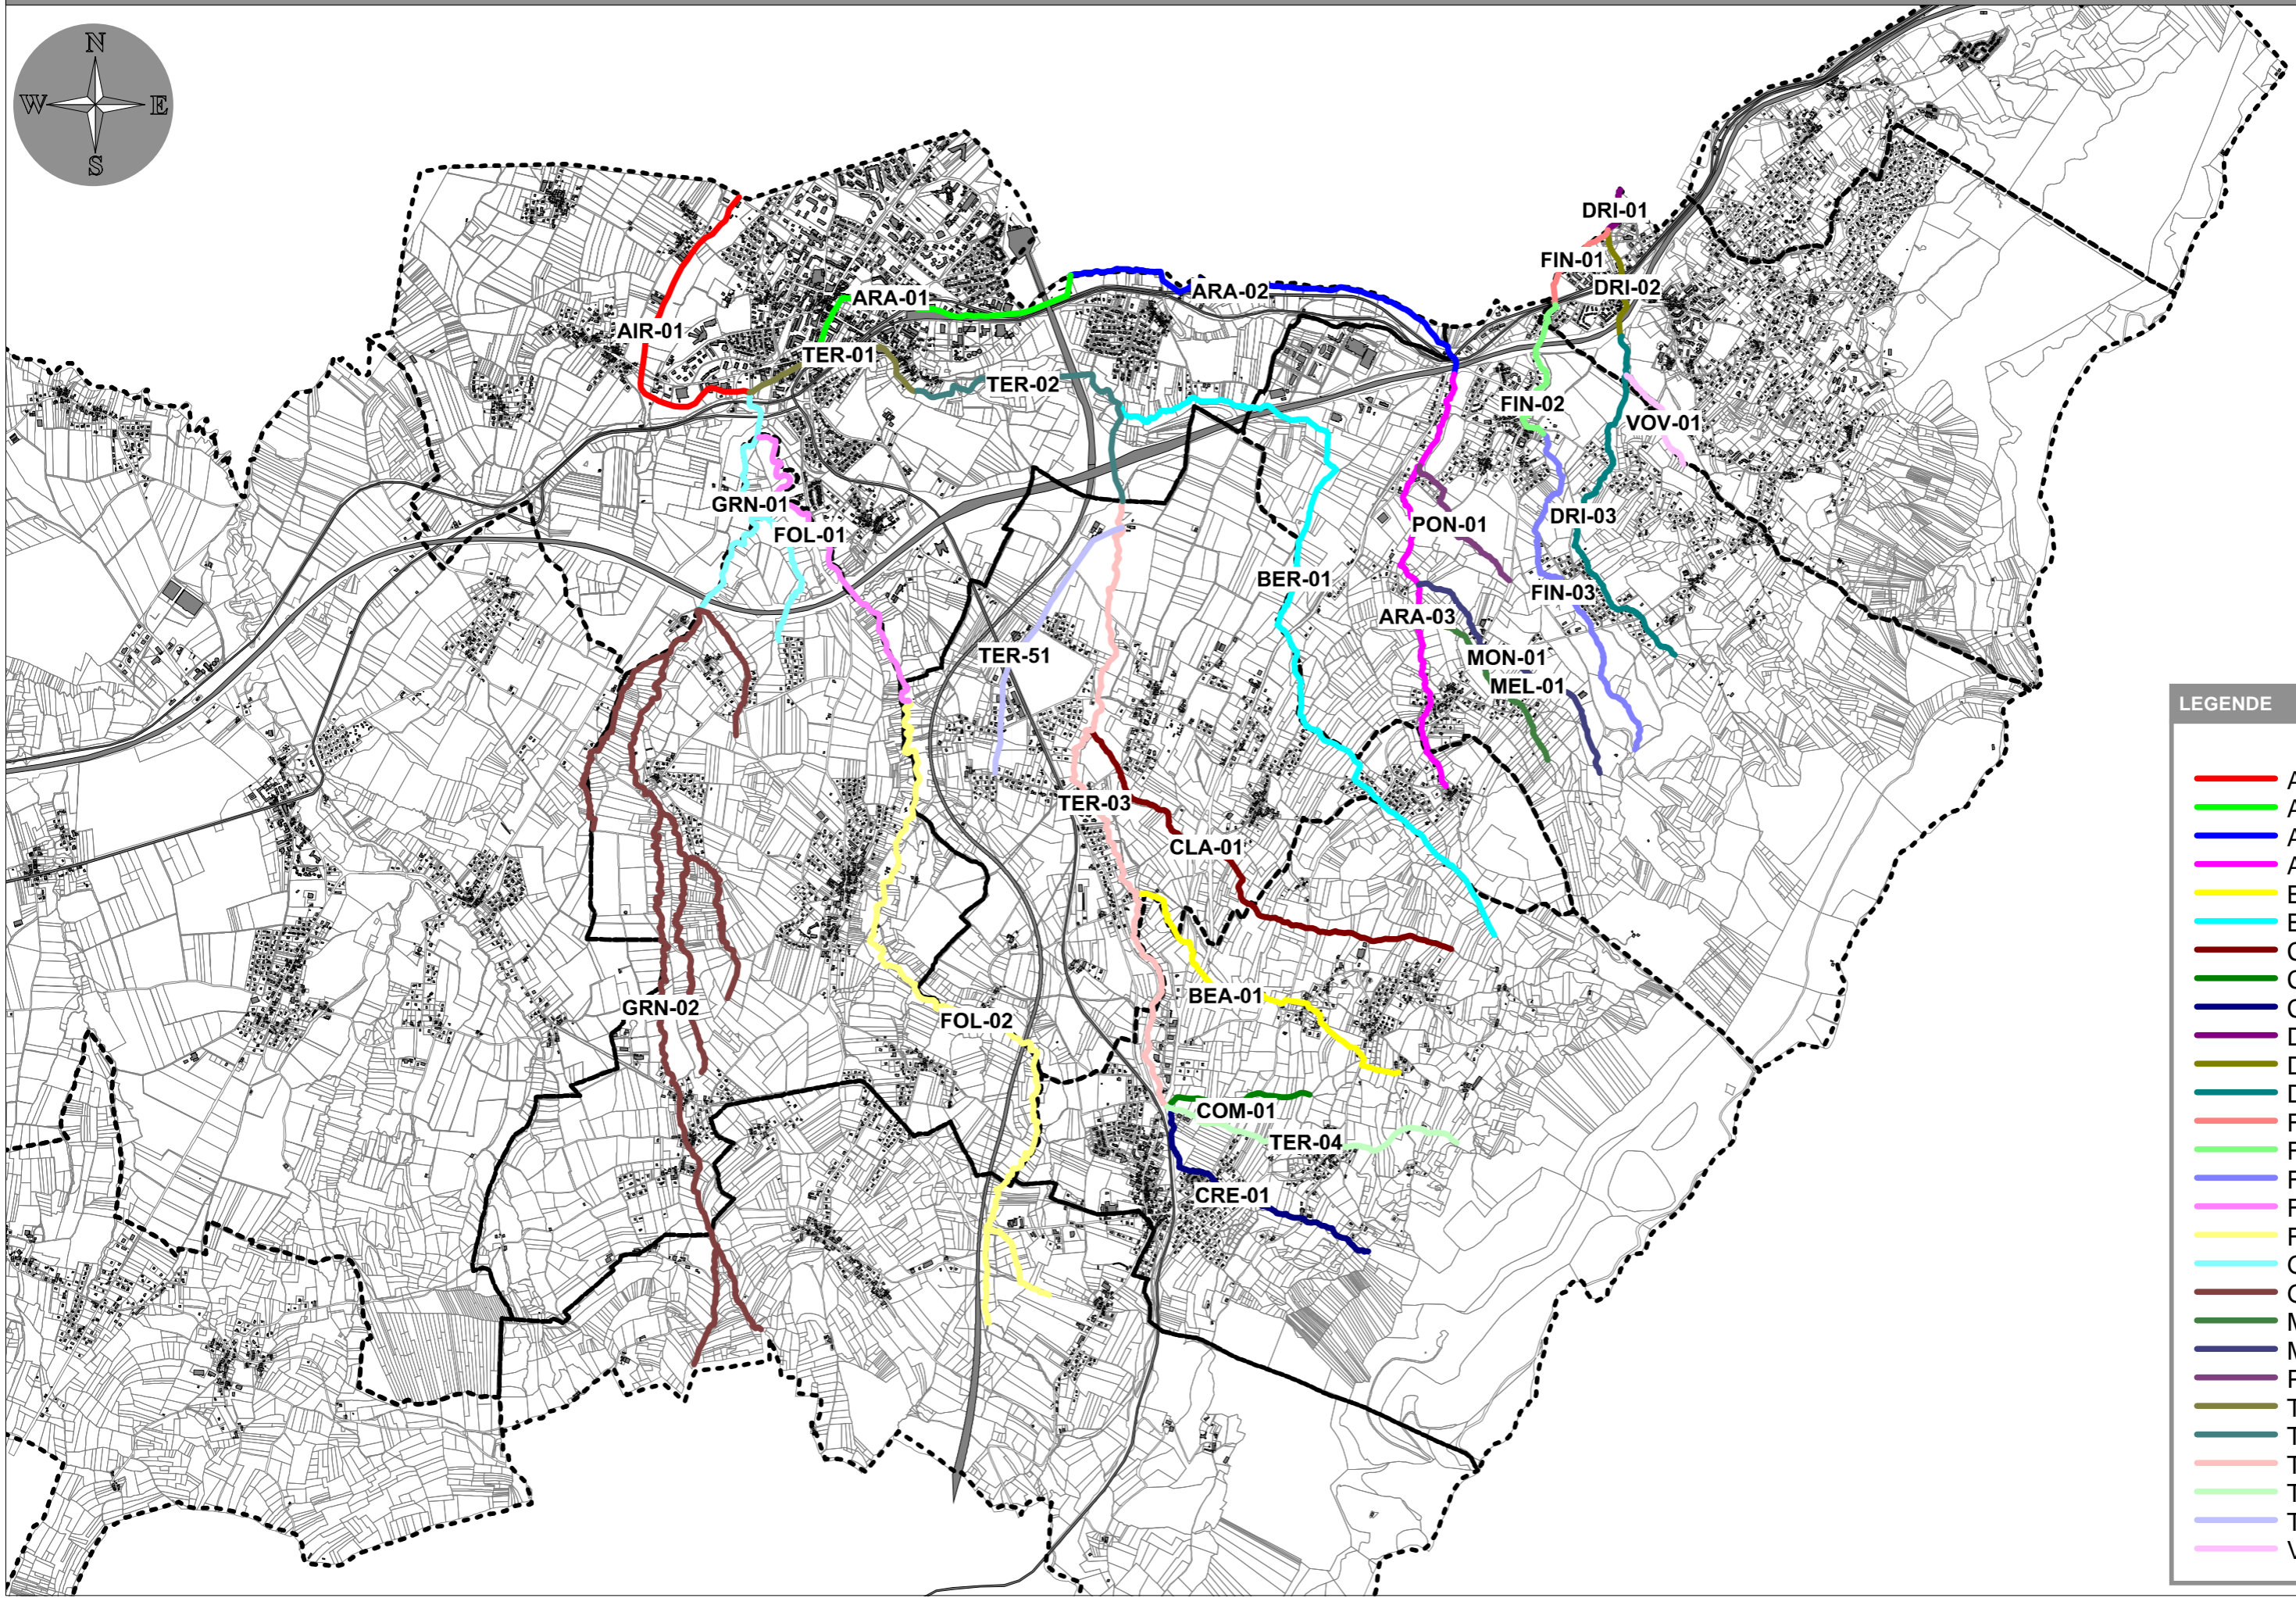 N
W E
S
DRI-01
FIN-01
DRI-02
ARA-01
ARA-02
AIR-01
TER-01
TER-02
FIN-02
VOV-01
GRN-01
FOL-01
PON-01
DRI-03
BER-01
FIN-03
ARA-03
TER-51
MON-01
MEL-01
LEGENDE
TER-03
CLA-01
BEA-01
GRN-02
FOL-02
COM-01
TER-04
CRE-01
A
A
A
A
B
B
C
C
C
D
D
D
F
F
F
F
F
G
G
M
M
P
T
T
T
T
T
V